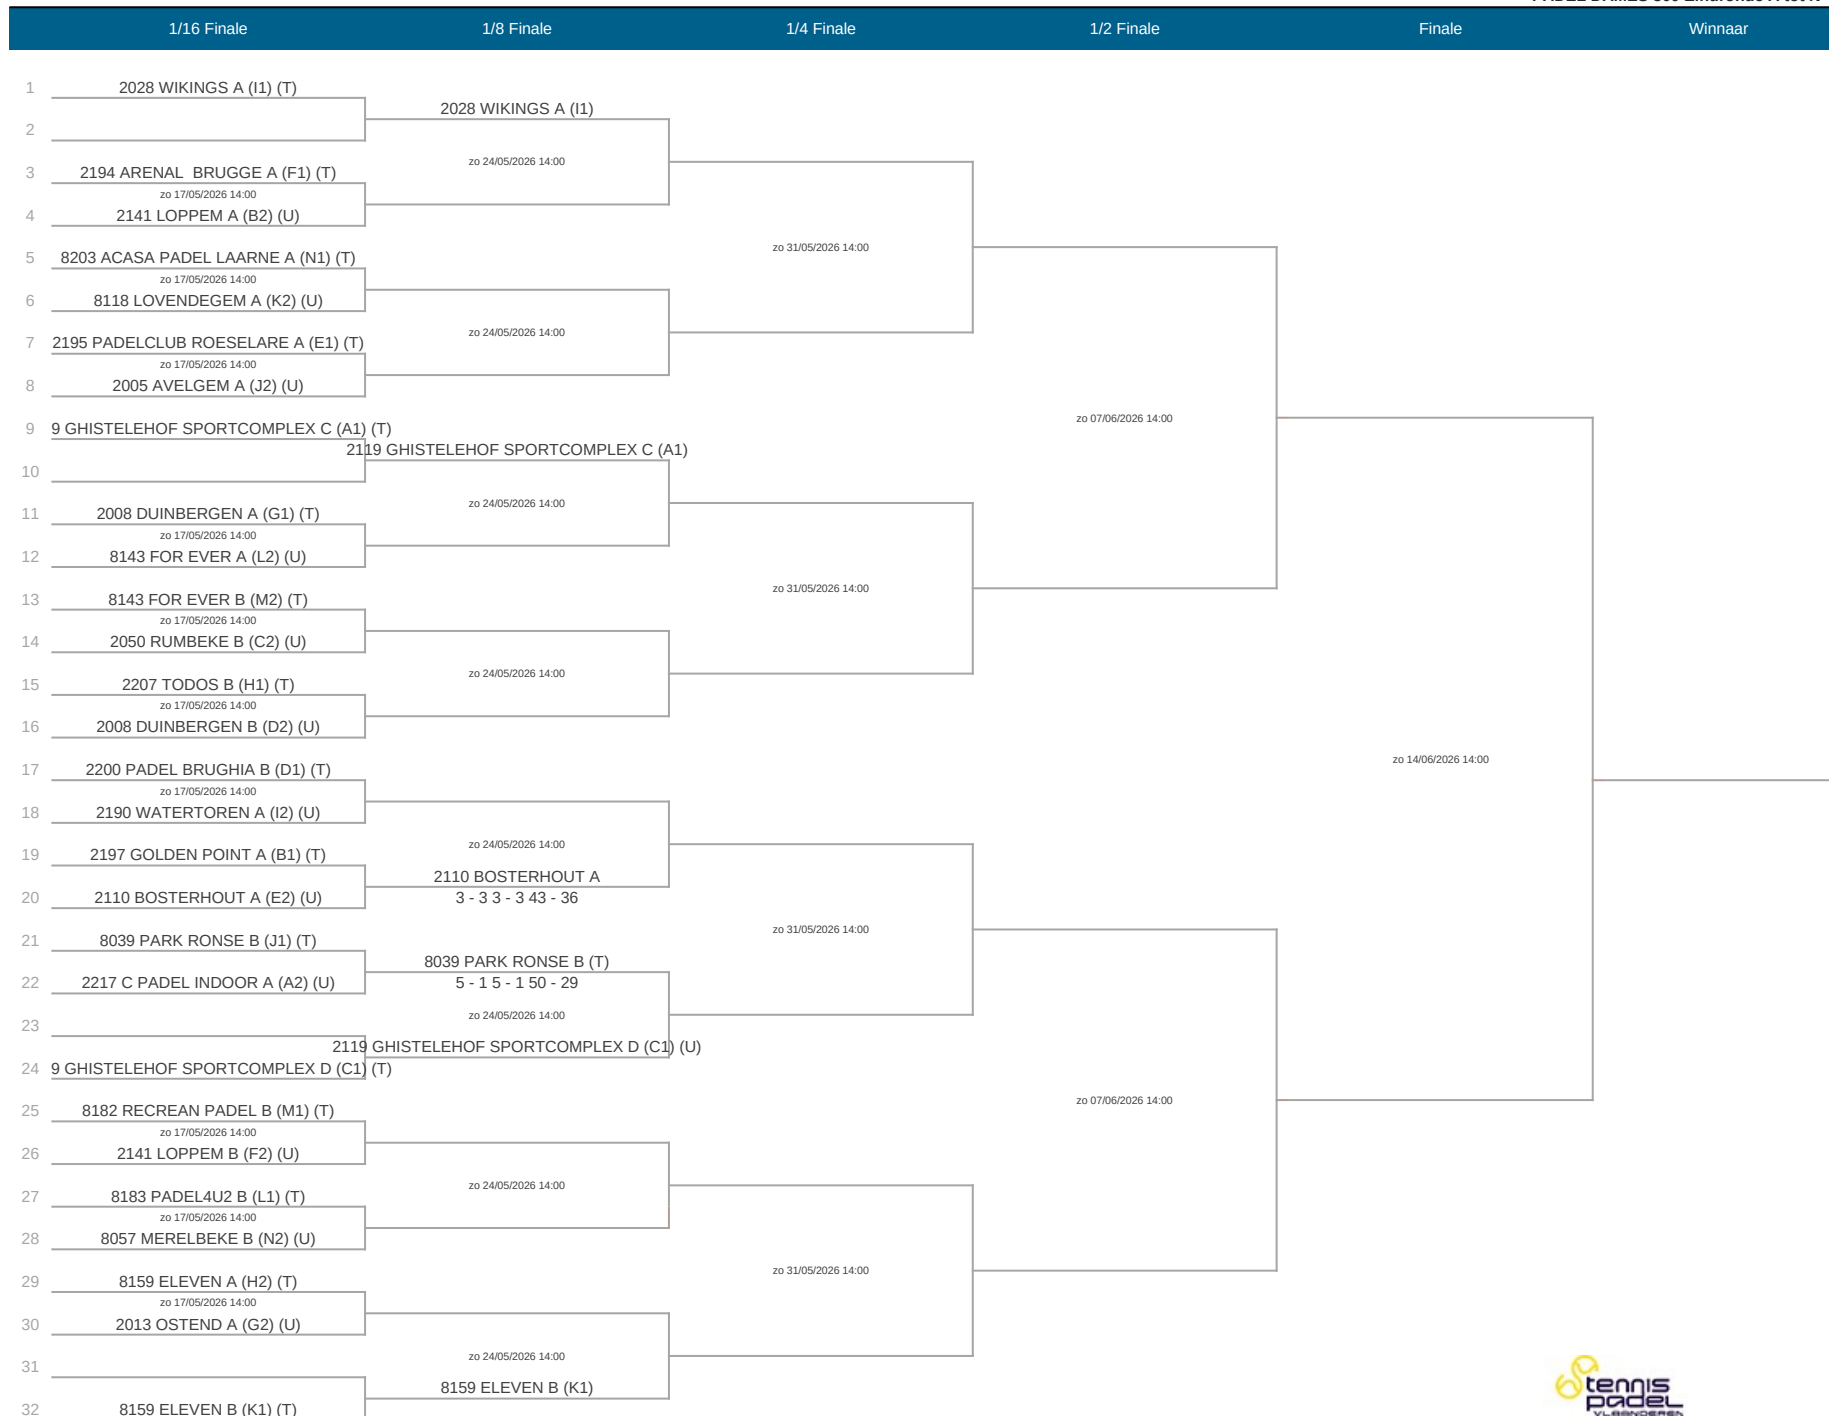 1/16 Finale 1/8 Finale 1/4 Finale 1/2 Finale Finale Winnaar
1 2028 WIKINGS A (I1) (T)
2028 WIKINGS A (I1)
2
zo 24/05/2026 14:00
3 2194 ARENAL  BRUGGE A (F1) (T)
zo 17/05/2026 14:00
4 2141 LOPPEM A (B2) (U)
zo 31/05/2026 14:00
5 8203 ACASA PADEL LAARNE A (N1) (T)
zo 17/05/2026 14:00
6 8118 LOVENDEGEM A (K2) (U)
zo 24/05/2026 14:00
7 2195 PADELCLUB ROESELARE A (E1) (T)
zo 17/05/2026 14:00
8 2005 AVELGEM A (J2) (U)
zo 07/06/2026 14:00
9 9 GHISTELEHOF SPORTCOMPLEX C (A1) (T)
2119 GHISTELEHOF SPORTCOMPLEX C (A1)
10
zo 24/05/2026 14:00
11 2008 DUINBERGEN A (G1) (T)
zo 17/05/2026 14:00
12 8143 FOR EVER A (L2) (U)
zo 31/05/2026 14:00
13 8143 FOR EVER B (M2) (T)
zo 17/05/2026 14:00
14 2050 RUMBEKE B (C2) (U)
zo 24/05/2026 14:00
15 2207 TODOS B (H1) (T)
zo 17/05/2026 14:00
16 2008 DUINBERGEN B (D2) (U)
zo 14/06/2026 14:00
17 2200 PADEL BRUGHIA B (D1) (T)
zo 17/05/2026 14:00
18 2190 WATERTOREN A (I2) (U)
zo 24/05/2026 14:00
19 2197 GOLDEN POINT A (B1) (T)
2110 BOSTERHOUT A
20 2110 BOSTERHOUT A (E2) (U) 3 - 3 3 - 3 43 - 36
zo 31/05/2026 14:00
21 8039 PARK RONSE B (J1) (T)
8039 PARK RONSE B (T)
22 2217 C PADEL INDOOR A (A2) (U) 5 - 1 5 - 1 50 - 29
zo 24/05/2026 14:00
23
2119 GHISTELEHOF SPORTCOMPLEX D (C1) (U)
24 9 GHISTELEHOF SPORTCOMPLEX D (C1) (T)
zo 07/06/2026 14:00
25 8182 RECREAN PADEL B (M1) (T)
zo 17/05/2026 14:00
26 2141 LOPPEM B (F2) (U)
zo 24/05/2026 14:00
27 8183 PADEL4U2 B (L1) (T)
zo 17/05/2026 14:00
28 8057 MERELBEKE B (N2) (U)
zo 31/05/2026 14:00
29 8159 ELEVEN A (H2) (T)
zo 17/05/2026 14:00
30 2013 OSTEND A (G2) (U)
zo 24/05/2026 14:00
31
8159 ELEVEN B (K1)
32 8159 ELEVEN B (K1) (T)
tennis
padel
VLAANDEREN